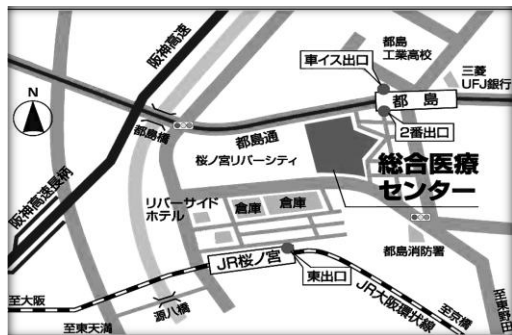 阪神高速
都島
工業高校
車イス出口
三菱
UFJ銀行
N
都島
2番出口
都島橋
都島通
桜ノ宮リバーシティ
総合医療
センター
阪神高速長柄
リバーサイド
ホテル
倉庫
倉庫
都島消防署
JR桜ノ宮
東出口
JR大阪環状線
至大阪
源八橋
至東天満
至京橋
至東野田